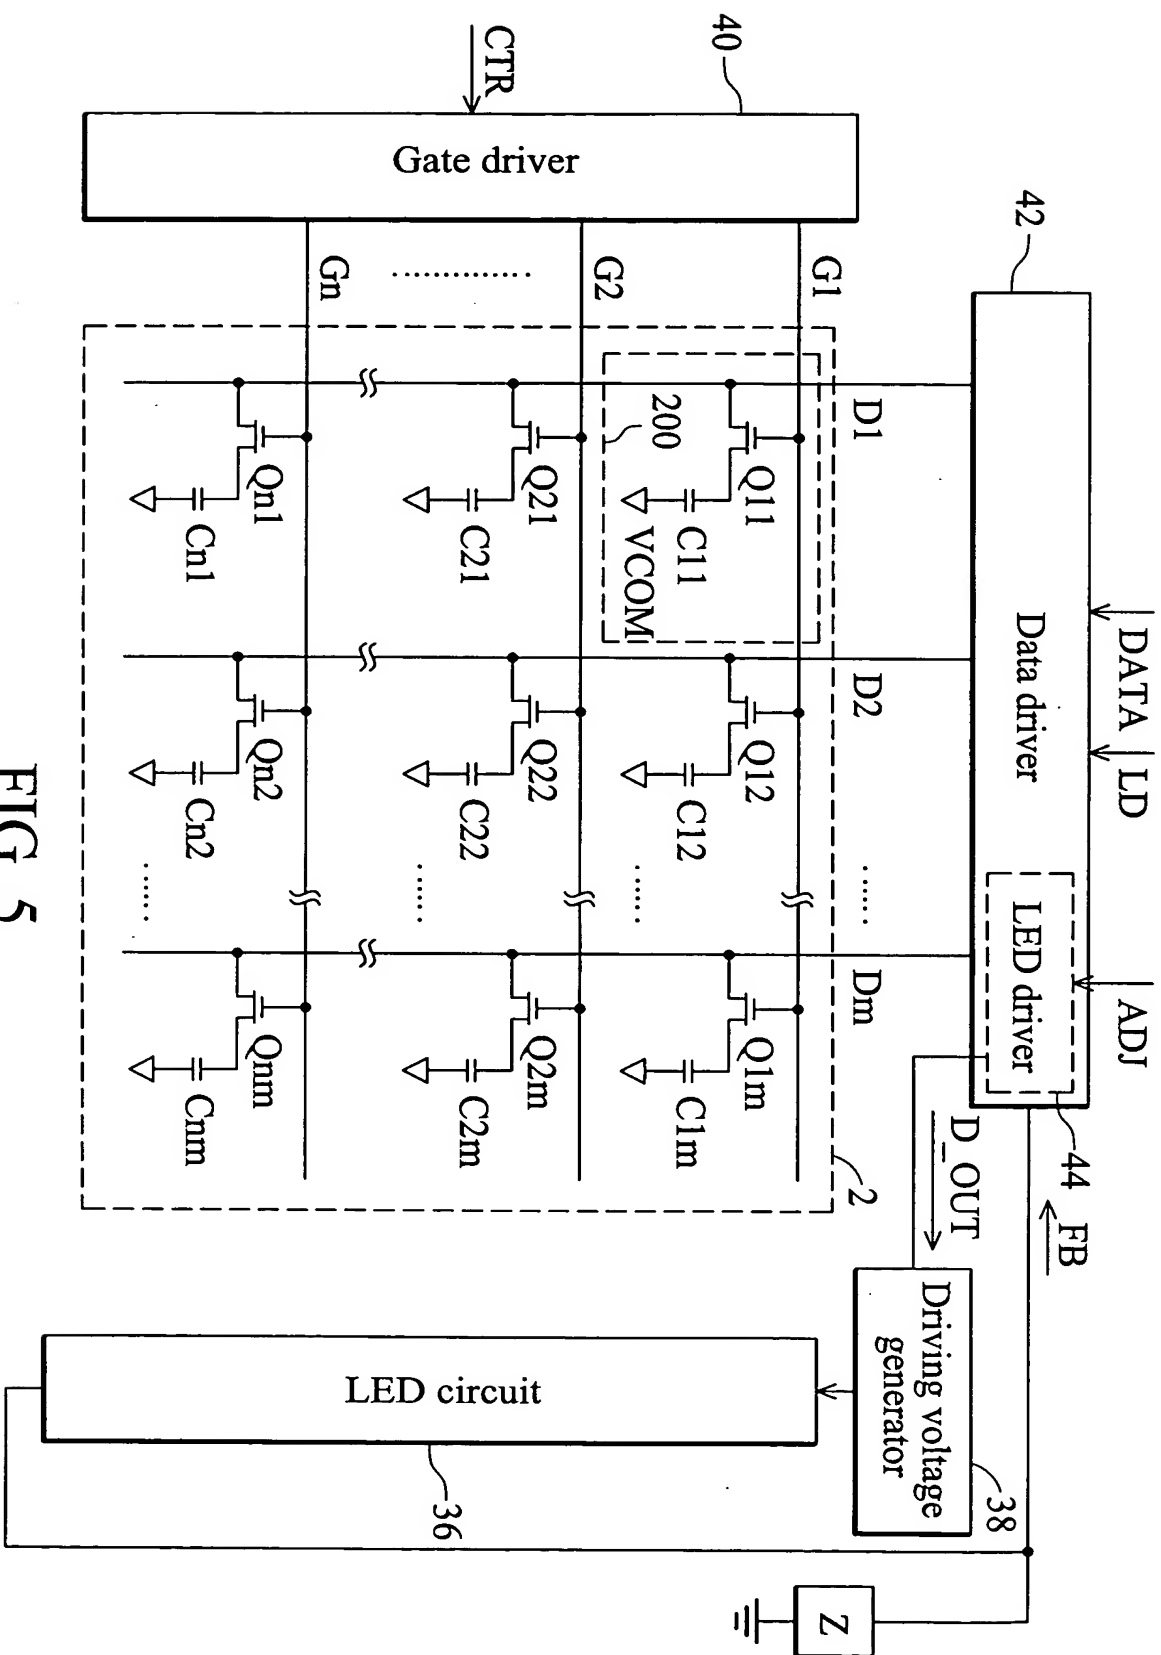 DATA
LD
ADJ
42
Data driver
LED driver
44
FB
D_OUT
Driving voltage
generator
38
Z
40
CTR
Gate driver
G1
G2
..............
Gn
D1
D2
......
Dm
2
Q11
C11
VCOM
200
Q12
C12
......
Q1m
C1m
Q21
C21
Q22
C22
......
Q2m
C2m
Qn1
Cn1
Qn2
Cn2
......
Qnm
Cnm
LED circuit
36
FIG 5